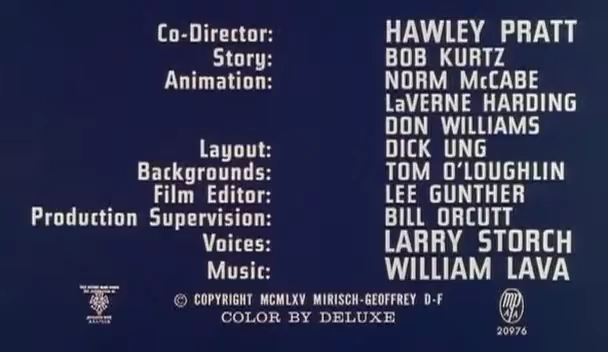 Co-Director: HAWLEY PRATT
Story: BOB KURTZ
Animation: NORM McCABE
LaVERNE HARDING
DON WILLIAMS
Layout: DICK UNG
Backgrounds: TOM O'LOUGHLIN
Film Editor: LEE GUNTHER
Production Supervision: BILL ORCUTT
Voices: LARRY STORCH
Music: WILLIAM LAVA
© COPYRIGHT MCMLXV MIRISCH-GEOFFREY D-F
COLOR BY DELUXE
20976